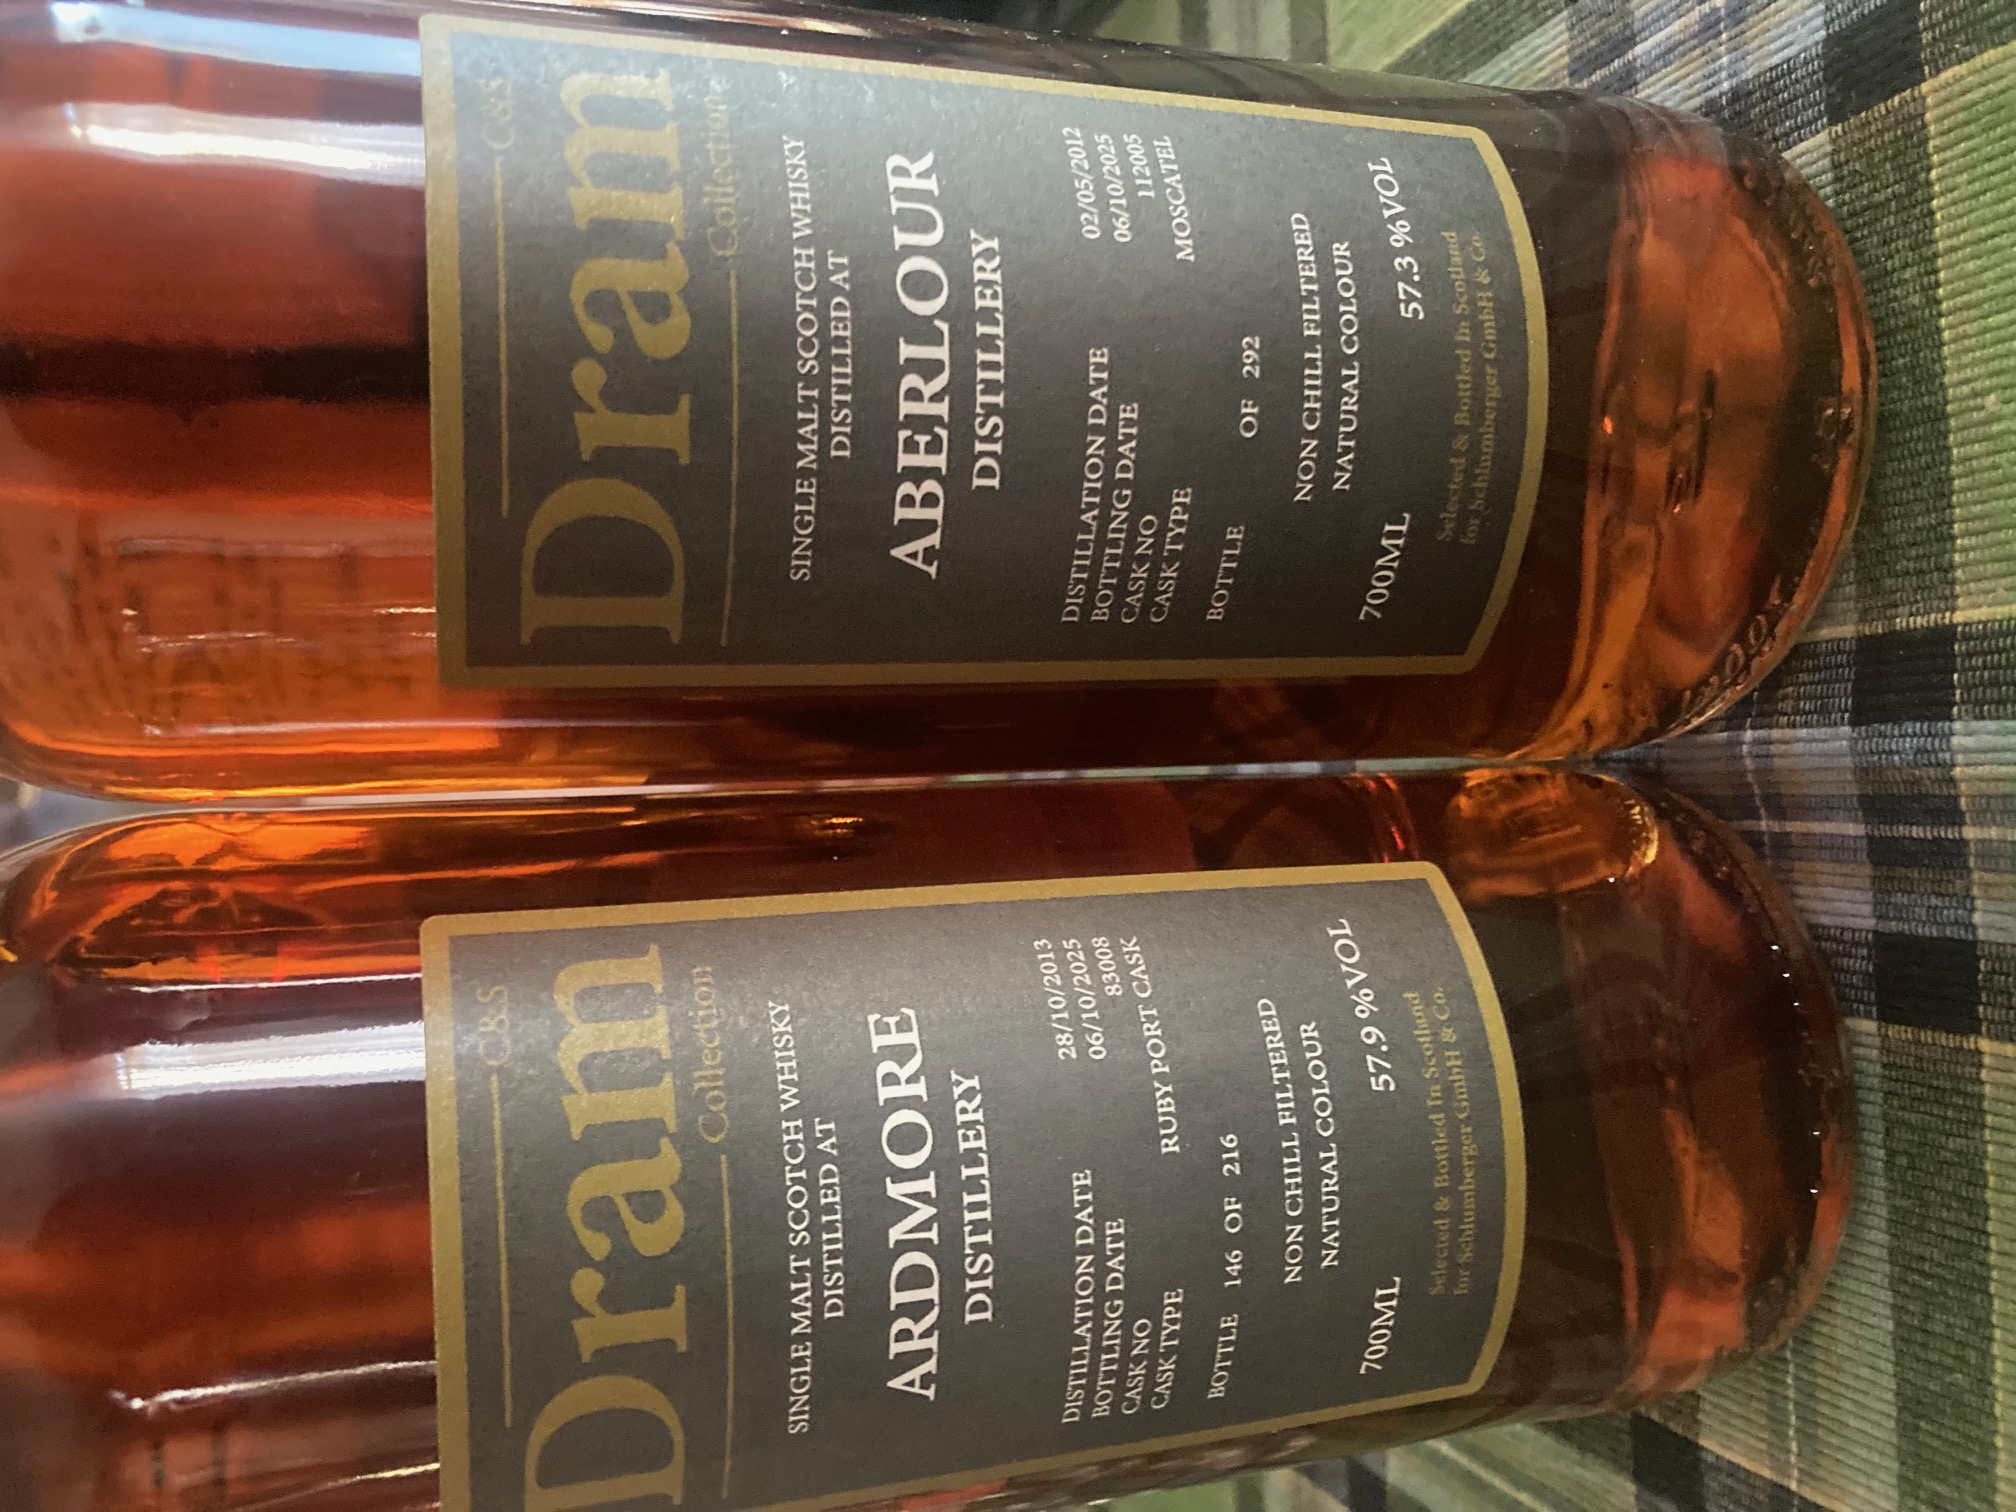 C&S
Dram
Collection
SINGLE MALT SCOTCH WHISKY
DISTILLED AT
ARDMORE
DISTILLERY
DISTILLATION DATE 28/10/2013
BOTTLING DATE 06/10/2025
CASK NO 83008
CASK TYPE RUBY PORT CASK
BOTTLE 146 OF 216
NON CHILL FILTERED
NATURAL COLOUR
700ML 57.9 %VOL
Selected & Bottled In Scotland
for Schlumberger GmbH & Co.
C&S
Dram
Collection
SINGLE MALT SCOTCH WHISKY
DISTILLED AT
ABERLOUR
DISTILLERY
DISTILLATION DATE 02/05/2012
BOTTLING DATE 06/10/2025
CASK NO 112005
CASK TYPE MOSCATEL
BOTTLE OF 292
NON CHILL FILTERED
NATURAL COLOUR
700ML 57.3 %VOL
Selected & Bottled In Scotland
for Schlumberger GmbH & Co.